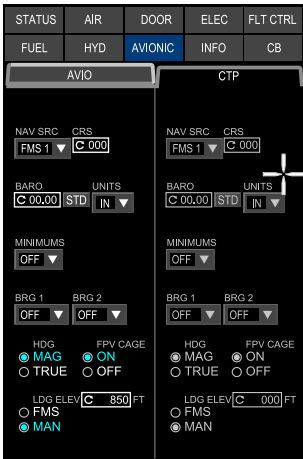 STATUS AIR DOOR ELEC FLT CTRL
FUEL HYD AVIONIC INFO CB
AVIO CTP
NAV SRC CRS NAV SRC CRS
FMS 1 C 000 FMS 1 C 000
BARO UNITS BARO UNITS
C 00.00 STD IN C 00.00 STD IN
MINIMUMS MINIMUMS
OFF OFF
BRG 1 BRG 2 BRG 1 BRG 2
OFF OFF OFF OFF
HDG FPV CAGE HDG FPV CAGE
MAG ON MAG ON
TRUE OFF TRUE OFF
LDG ELEV C 850 FT LDG ELEV C 000 FT
FMS FMS
MAN MAN